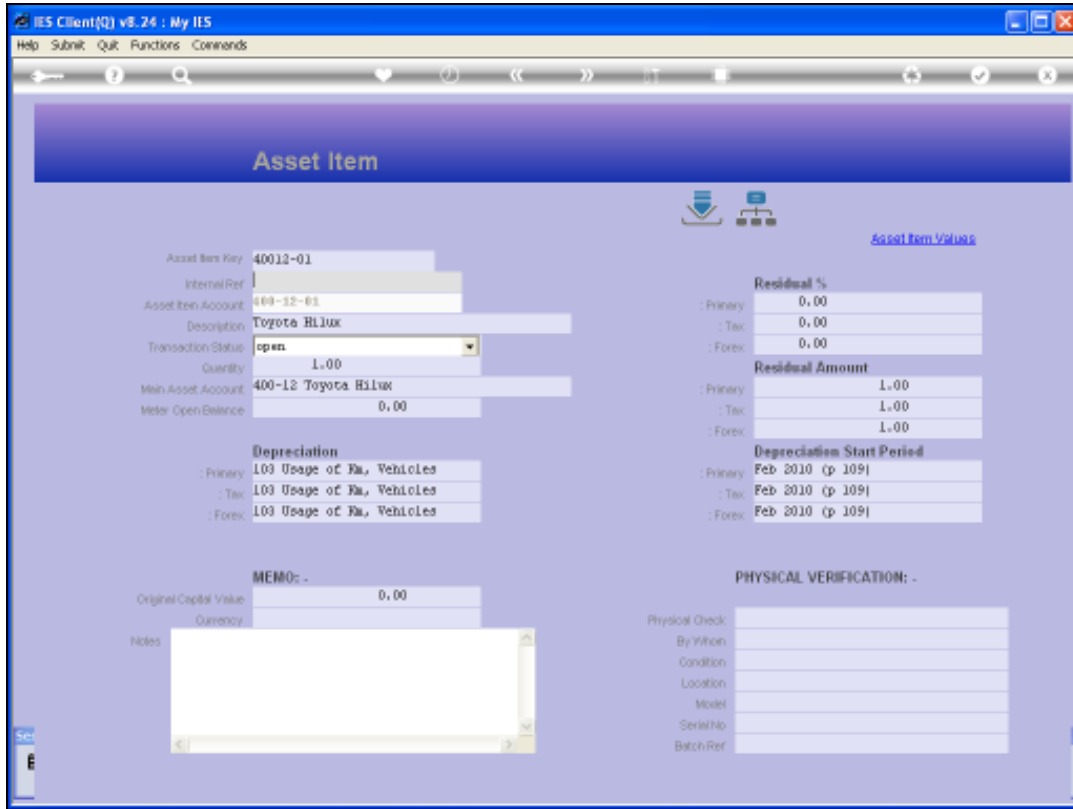 IES Client(Q) v8.24 : My IES
Help Submit Quit Functions Commands
Asset Item
Asset Item Values
Asset Item Key 40012-01
Internal Ref
Asset Item Account 400-12-01
Description Toyota Hilux
Transaction Status open
Quantity 1.00
Main Asset Account 400-12 Toyota Hilux
Meter Open Balance 0.00
Residual %
: Primary 0.00
: Tax 0.00
: Forex 0.00
Residual Amount
: Primary 1.00
: Tax 1.00
: Forex 1.00
Depreciation
: Primary 103 Usage of Km, Vehicles
: Tax 103 Usage of Km, Vehicles
: Forex 103 Usage of Km, Vehicles
Depreciation Start Period
: Primary Feb 2010 (p 109)
: Tax Feb 2010 (p 109)
: Forex Feb 2010 (p 109)
MEMO: -
Original Capital Value 0.00
Currency
Notes
PHYSICAL VERIFICATION: -
Physical Check
By Whom
Condition
Location
Model
Serial No
Batch Ref